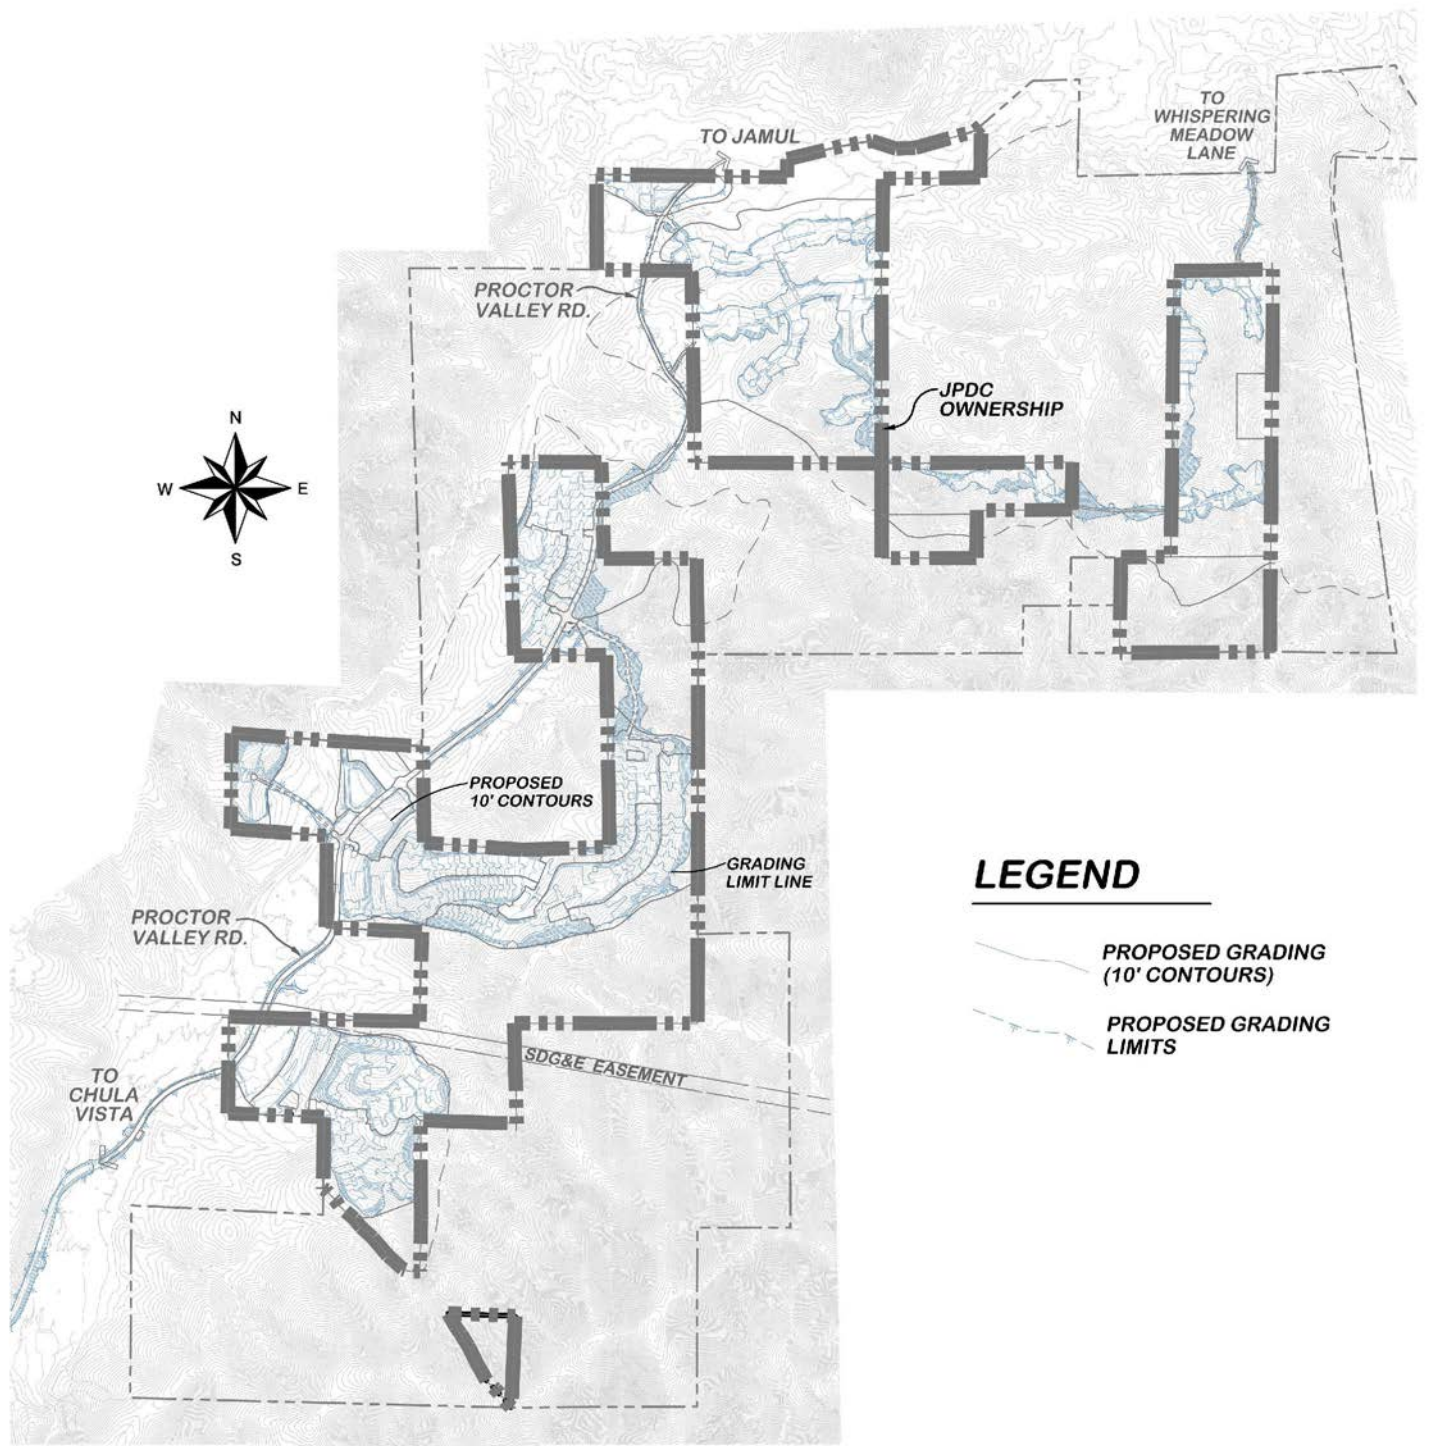 TO
WHISPERING
MEADOW
LANE
TO JAMUL
PROCTOR
VALLEY RD.
JPDC
OWNERSHIP
N
W
E
S
PROPOSED
10' CONTOURS
GRADING
LIMIT LINE
LEGEND
PROCTOR
VALLEY RD.
PROPOSED GRADING
(10' CONTOURS)
PROPOSED GRADING
LIMITS
SDG&E EASEMENT
TO
CHULA
VISTA